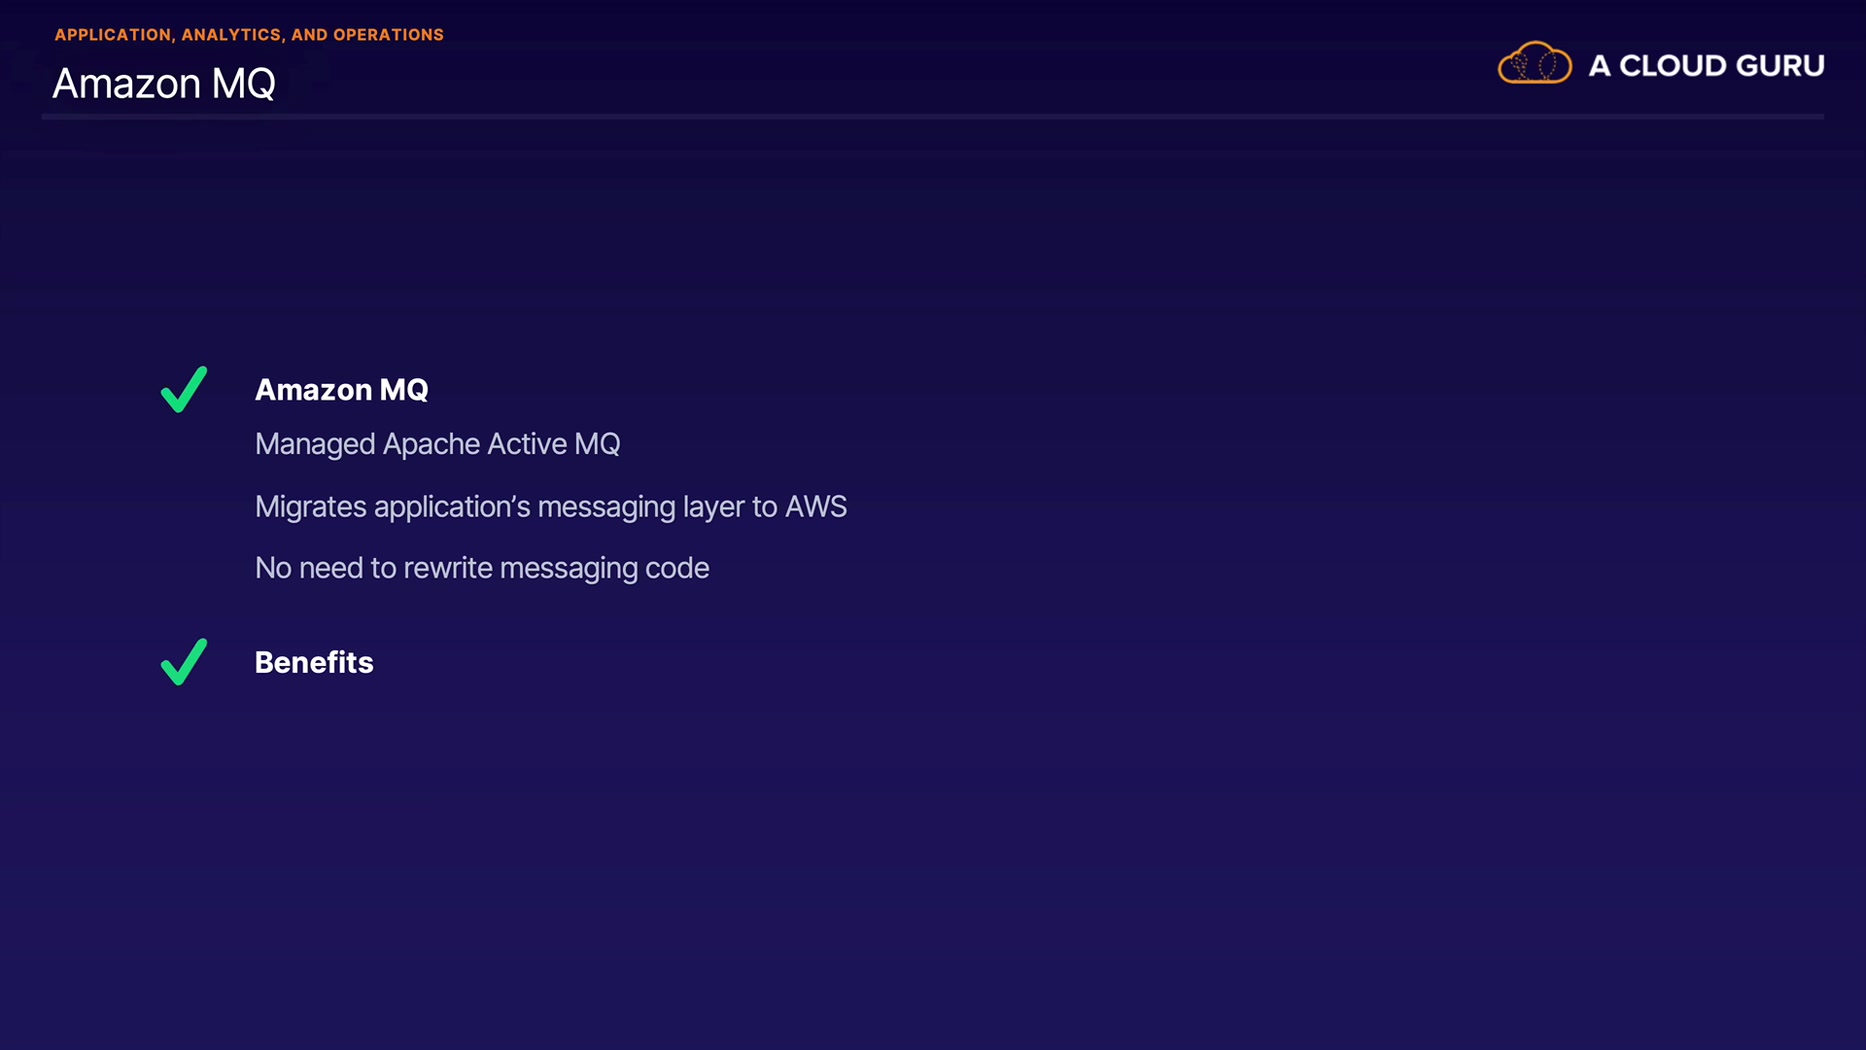 APPLICATION, ANALYTICS, AND OPERATIONS
Amazon MQ
A CLOUD GURU
Amazon MQ
Managed Apache Active MQ
Migrates application’s messaging layer to AWS
No need to rewrite messaging code
Benefits